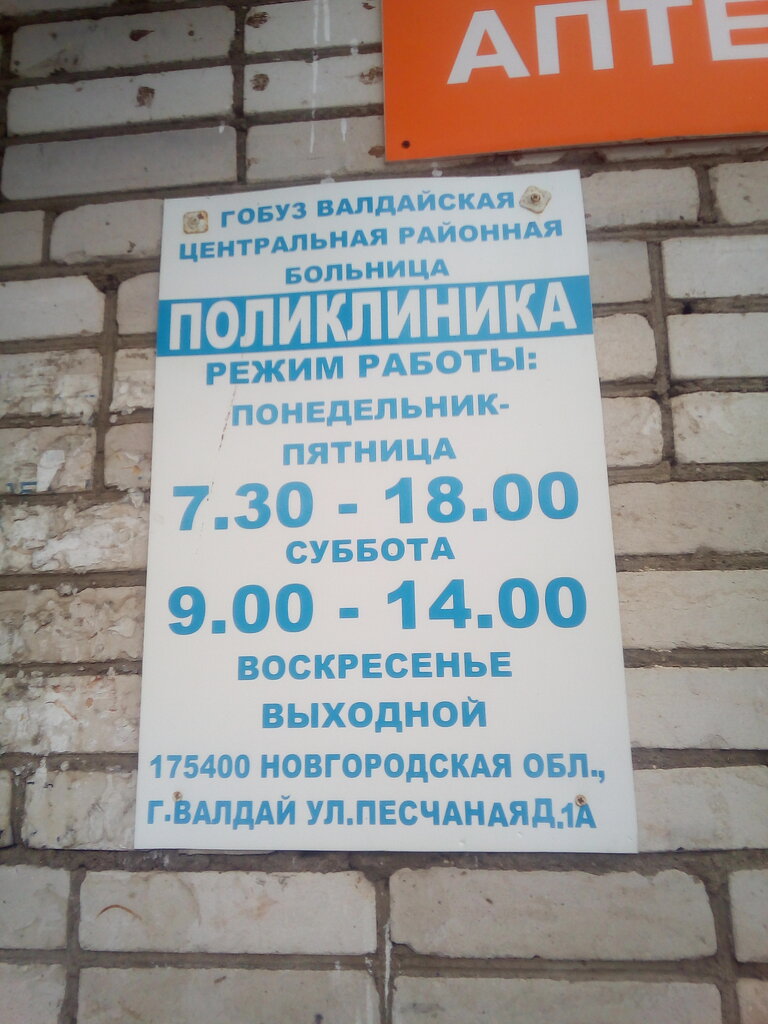 АПТЕ
ГОБУЗ ВАЛДАЙСКАЯ
ЦЕНТРАЛЬНАЯ РАЙОННАЯ
БОЛЬНИЦА
ПОЛИКЛИНИКА
РЕЖИМ РАБОТЫ:
ПОНЕДЕЛЬНИК-
ПЯТНИЦА
7.30 - 18.00
СУББОТА
9.00 - 14.00
ВОСКРЕСЕНЬЕ
ВЫХОДНОЙ
175400 НОВГОРОДСКАЯ ОБЛ.,
Г.ВАЛДАЙ УЛ.ПЕСЧАНАЯД.1А